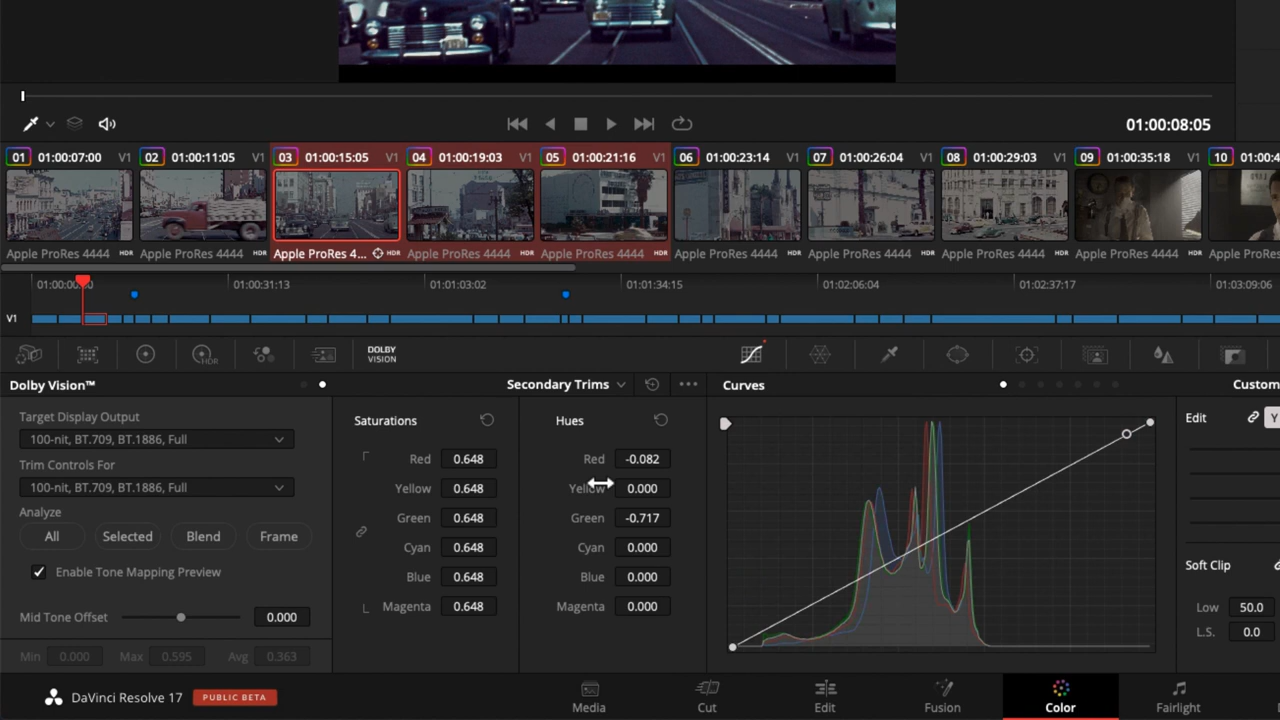 01:00:08:05
01 01:00:07:00 V1 02 01:00:11:05 V1 03 01:00:15:05 V1 04 01:00:19:03 V1 05 01:00:21:16 V1 06 01:00:23:14 V1 07 01:00:26:04 V1 08 01:00:29:03 V1 09 01:00:35:18 V1 10 01:00:4
Apple ProRes 4444 HDR Apple ProRes 4444 HDR Apple ProRes 4... HDR Apple ProRes 4444 HDR Apple ProRes 4444 HDR Apple ProRes 4444 HDR Apple ProRes 4444 HDR Apple ProRes 4444 HDR Apple ProRes 4444 HDR Apple ProRes 4444
01:00:31:13 01:01:03:02 01:01:34:15 01:02:06:04 01:02:37:17 01:03:09:06
V1
HDR DOLBY
VISION
Dolby Vision™ Secondary Trims ••• Curves Custom
Target Display Output
100-nit, BT.709, BT.1886, Full
Trim Controls For
100-nit, BT.709, BT.1886, Full
Analyze
All Selected Blend Frame
Enable Tone Mapping Preview
Mid Tone Offset 0.000
Min 0.000 Max 0.595 Avg 0.363
Saturations
Red 0.648
Yellow 0.648
Green 0.648
Cyan 0.648
Blue 0.648
Magenta 0.648
Hues
Red -0.082
Yellow 0.000
Green -0.717
Cyan 0.000
Blue 0.000
Magenta 0.000
Edit Y
Soft Clip
Low 50.0
L.S. 0.0
DaVinci Resolve 17 PUBLIC BETA
Media Cut Edit Fusion Color Fairlight